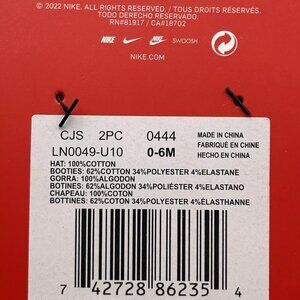 © 2022 NIKE. ALL RIGHTS RESERVED. / TOUS DROITS RÉSERVÉS.
TODO DERECHO RESERVADO.
RN#81917 / CA#18702
NIKE SWOOSH
NIKE.COM
CJS 2PC 0444 MADE IN CHINA
FABRIQUÉ EN CHINE
LN0049-U10 0-6M HECHO EN CHINA
HAT: 100%COTTON
BOOTIES: 62%COTTON 34%POLYESTER 4%ELASTANE
GORRA: 100%ALGODON
BOTINES: 62%ALGODON 34%POLIÉSTER 4%ELASTANO
CHAPEAU: 100%COTON
BOTTINES: 62%COTON 34%POLYESTER 4%ÉLASTHANNE
7 42728 86235 4